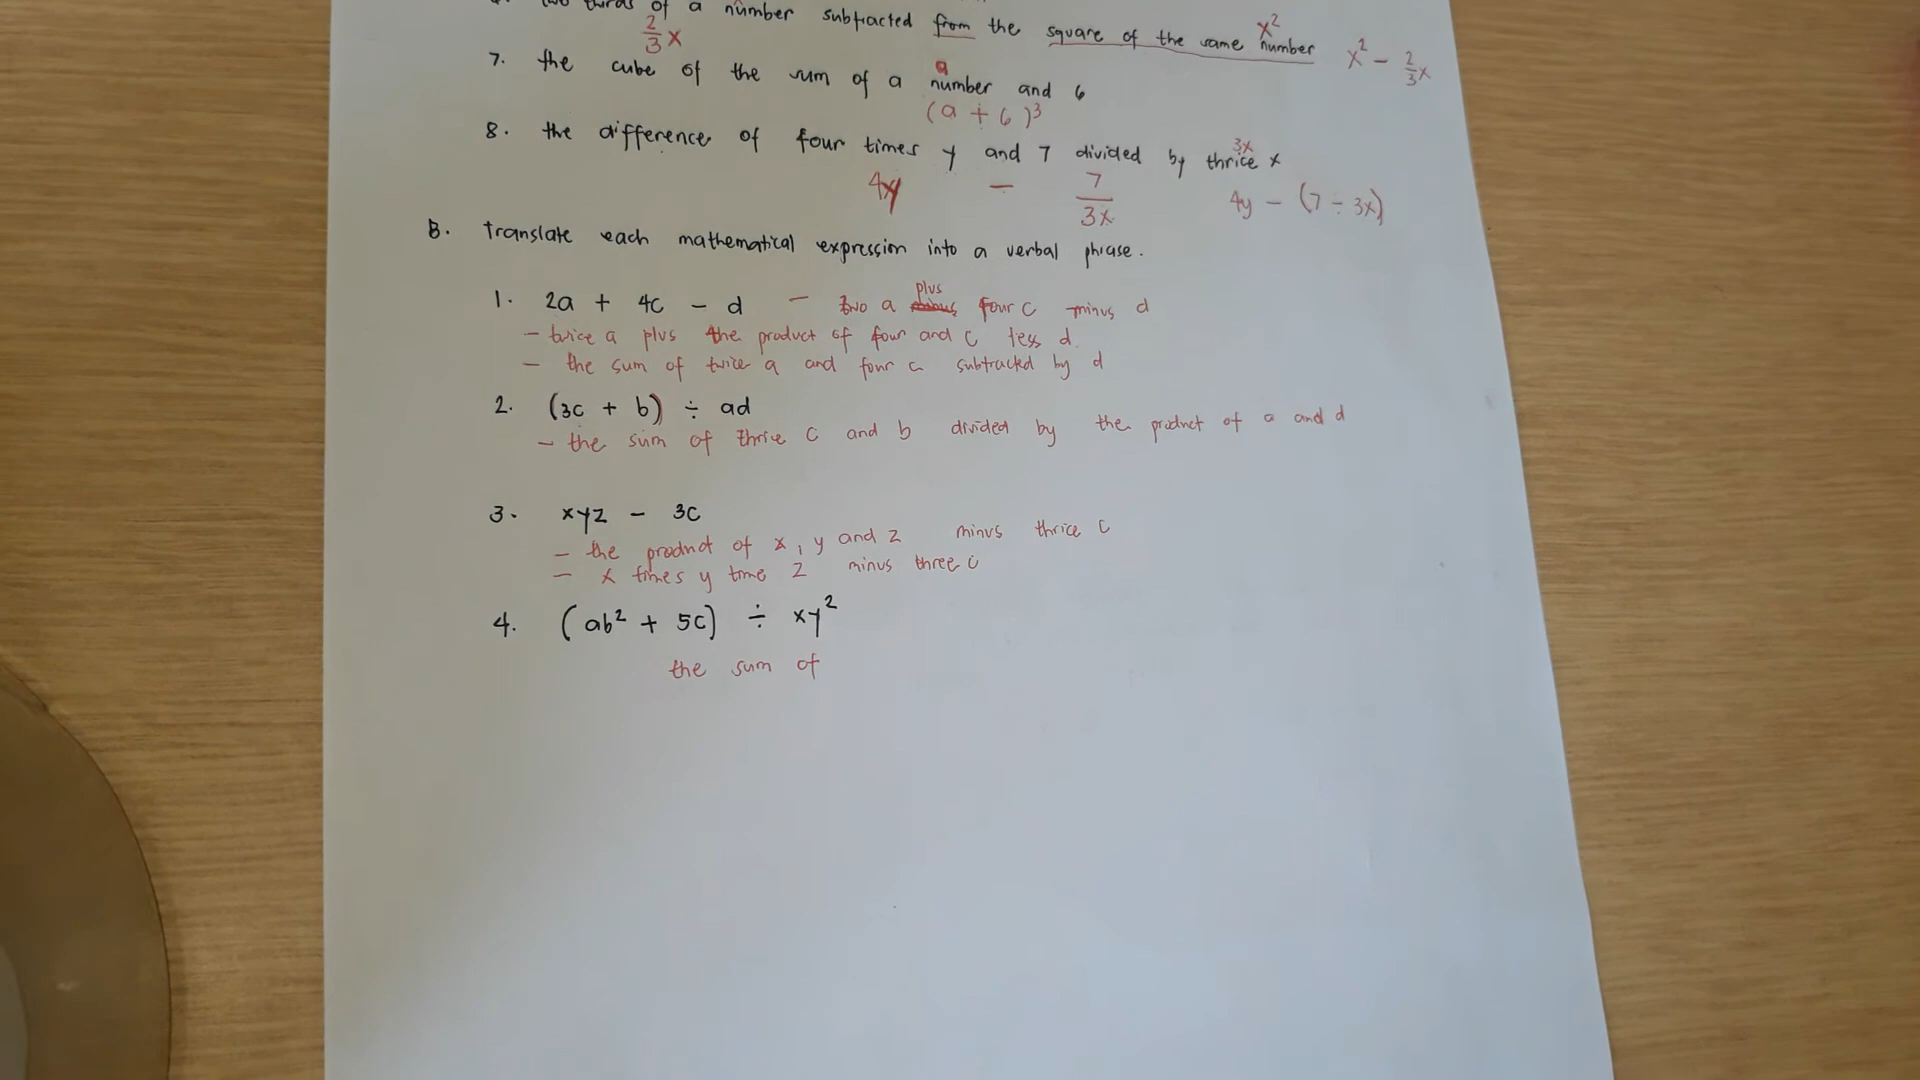 two thirds of a number subtracted from the square of the same number x² x² - 2/3x
2/3 x
7. the cube of the sum of a number and 6
a
(a + 6)³
8. the difference of four times y and 7 divided by thrice x
3x
4y - 7/3x 4y - (7 ÷ 3x)
B. Translate each mathematical expression into a verbal phrase.
1. 2a + 4c - d - two a plus four c minus d
- twice a plus the product of four and c less d
- the sum of twice a and four c subtracted by d
2. (3c + b) ÷ ad
- the sum of thrice c and b divided by the product of a and d
3. xyz - 3c
- the product of x, y and z minus thrice c
- x times y time z minus three c
4. (ab² + 5c) ÷ xy²
the sum of